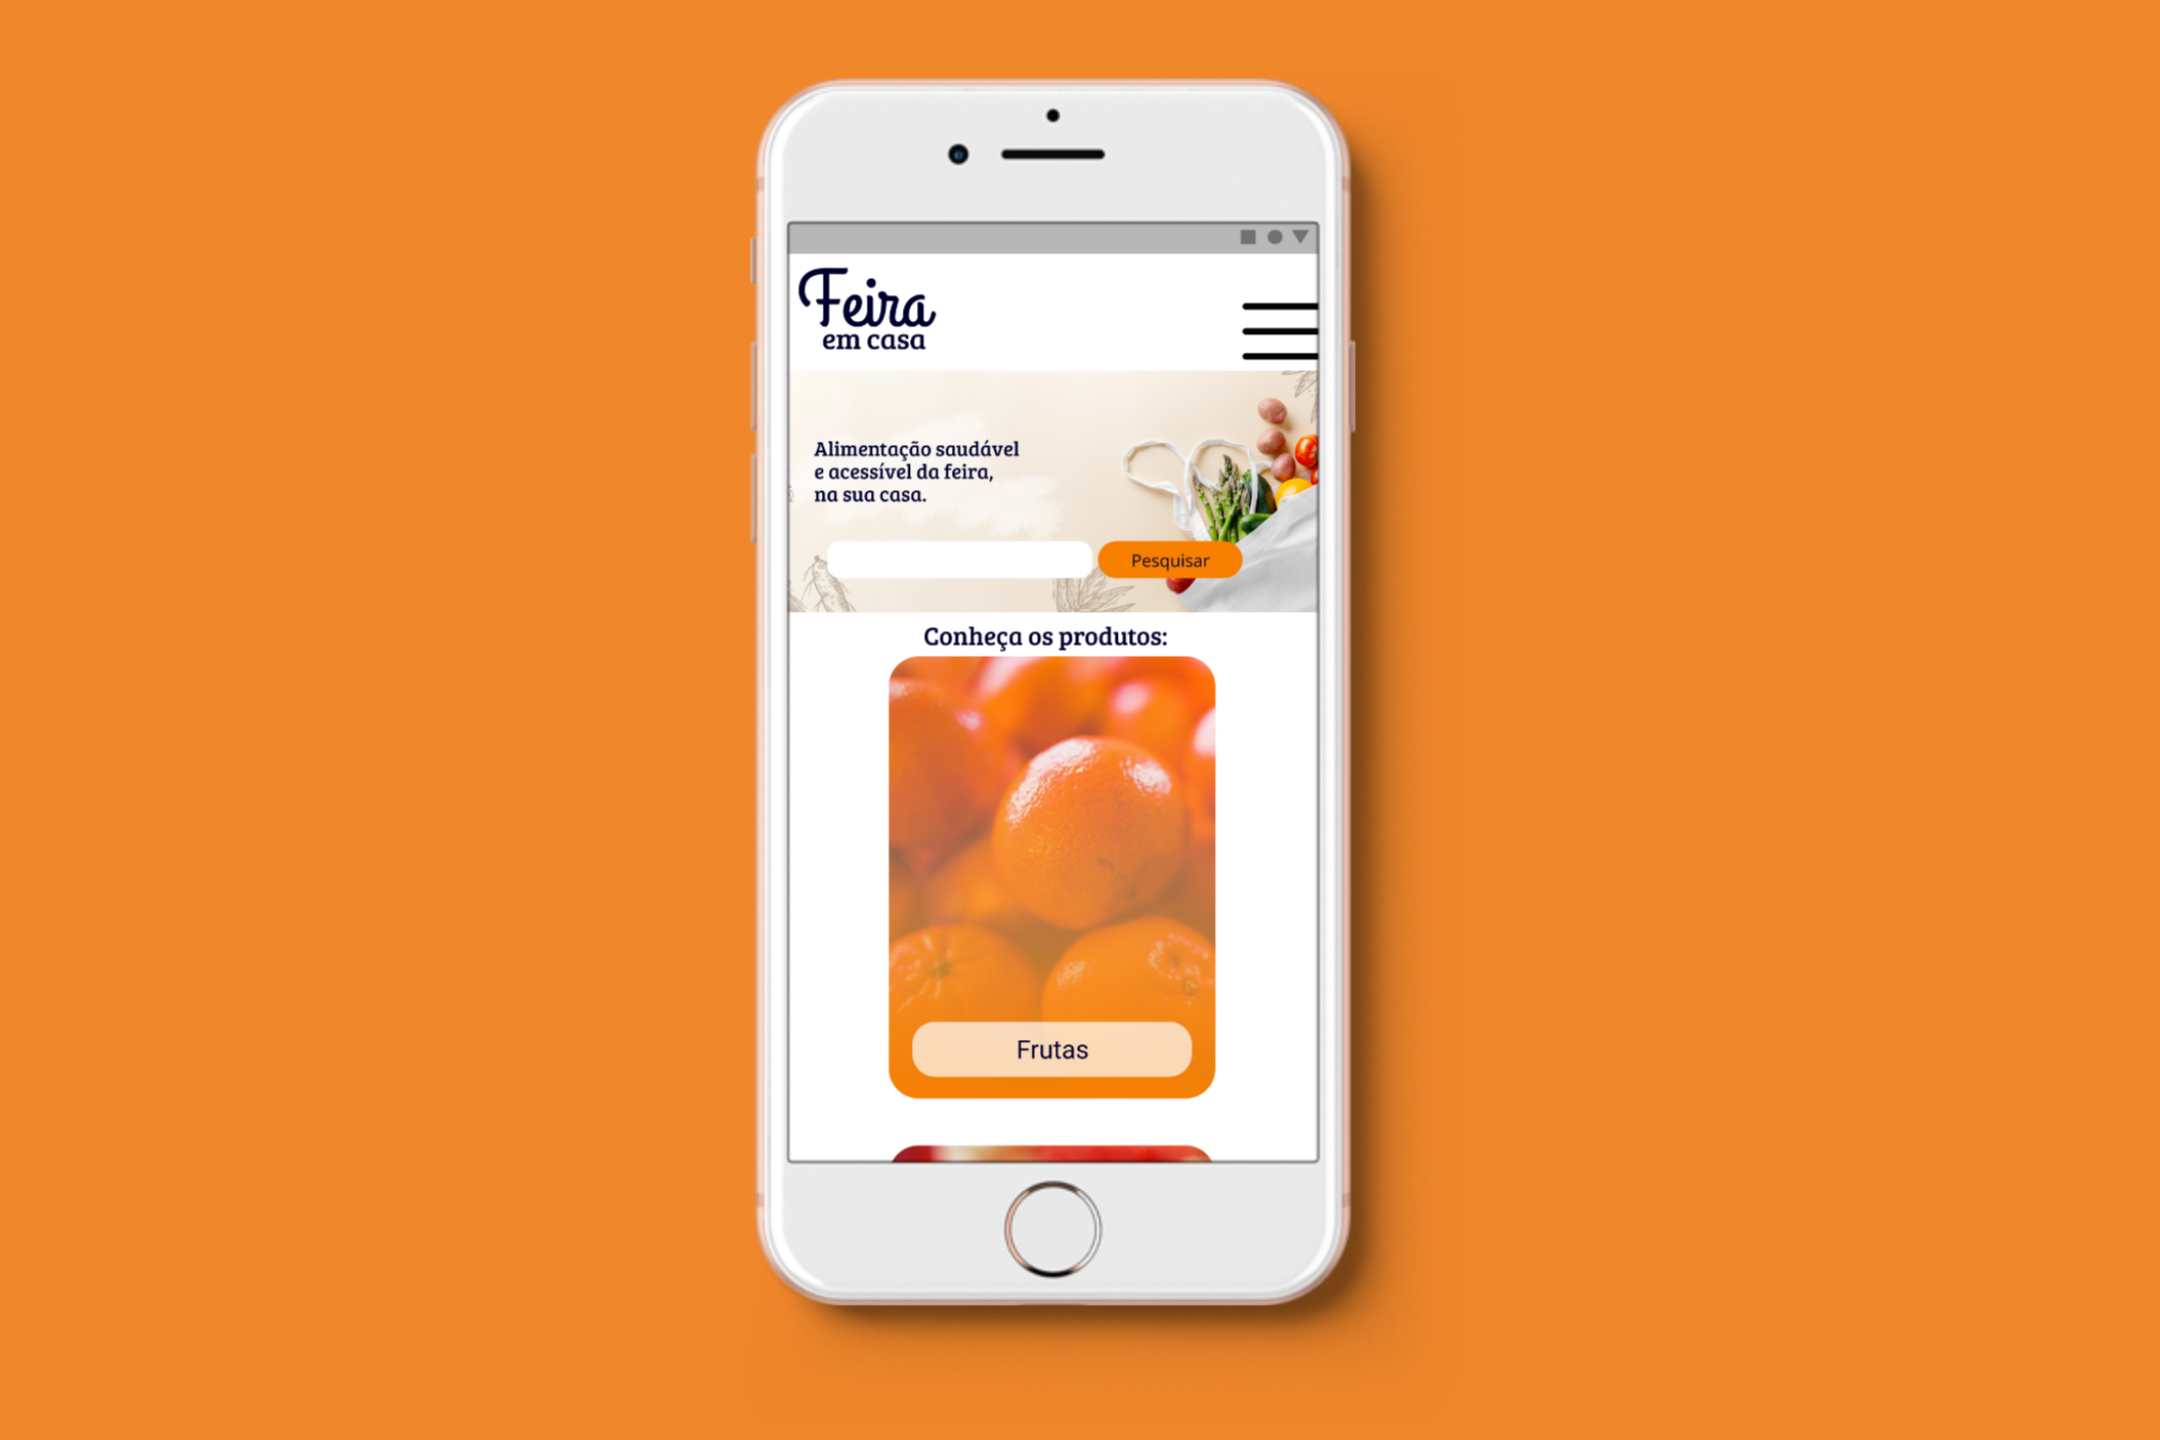 Feira
em casa
Alimentação saudável
e acessível da feira,
na sua casa.
Pesquisar
Conheça os produtos:
Frutas